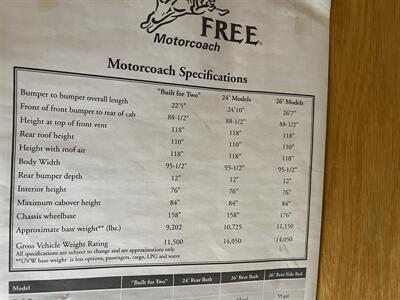 FREE
Motorcoach
Motorcoach Specifications
"Built for Two" 24' Models 26' Models
Bumper to bumper overall length 22'5" 24'10" 26'7"
Front of front bumper to rear of cab 88-1/2" 88-1/2" 88-1/2"
Height at top of front vent 118" 118" 118"
Rear roof height 110" 110" 110"
Height with roof air 118" 118" 118"
Body Width 95-1/2" 95-1/2" 95-1/2"
Rear bumper depth 12" 12" 12"
Interior height 76" 76" 76"
Maximum cabover height 84" 84" 84"
Chassis wheelbase 158" 158" 176"
Approximate base weight** (lbs.) 9,202 10,725 11,150
Gross Vehicle Weight Rating 11,500 14,050 14,050
All specifications are subject to change and are approximations only.
**UVW base weight is less options, passengers, cargo, LPG and water
Model "Built for Two" 24' Rear Bath 26' Rear Bath 26' Rear Side Bed